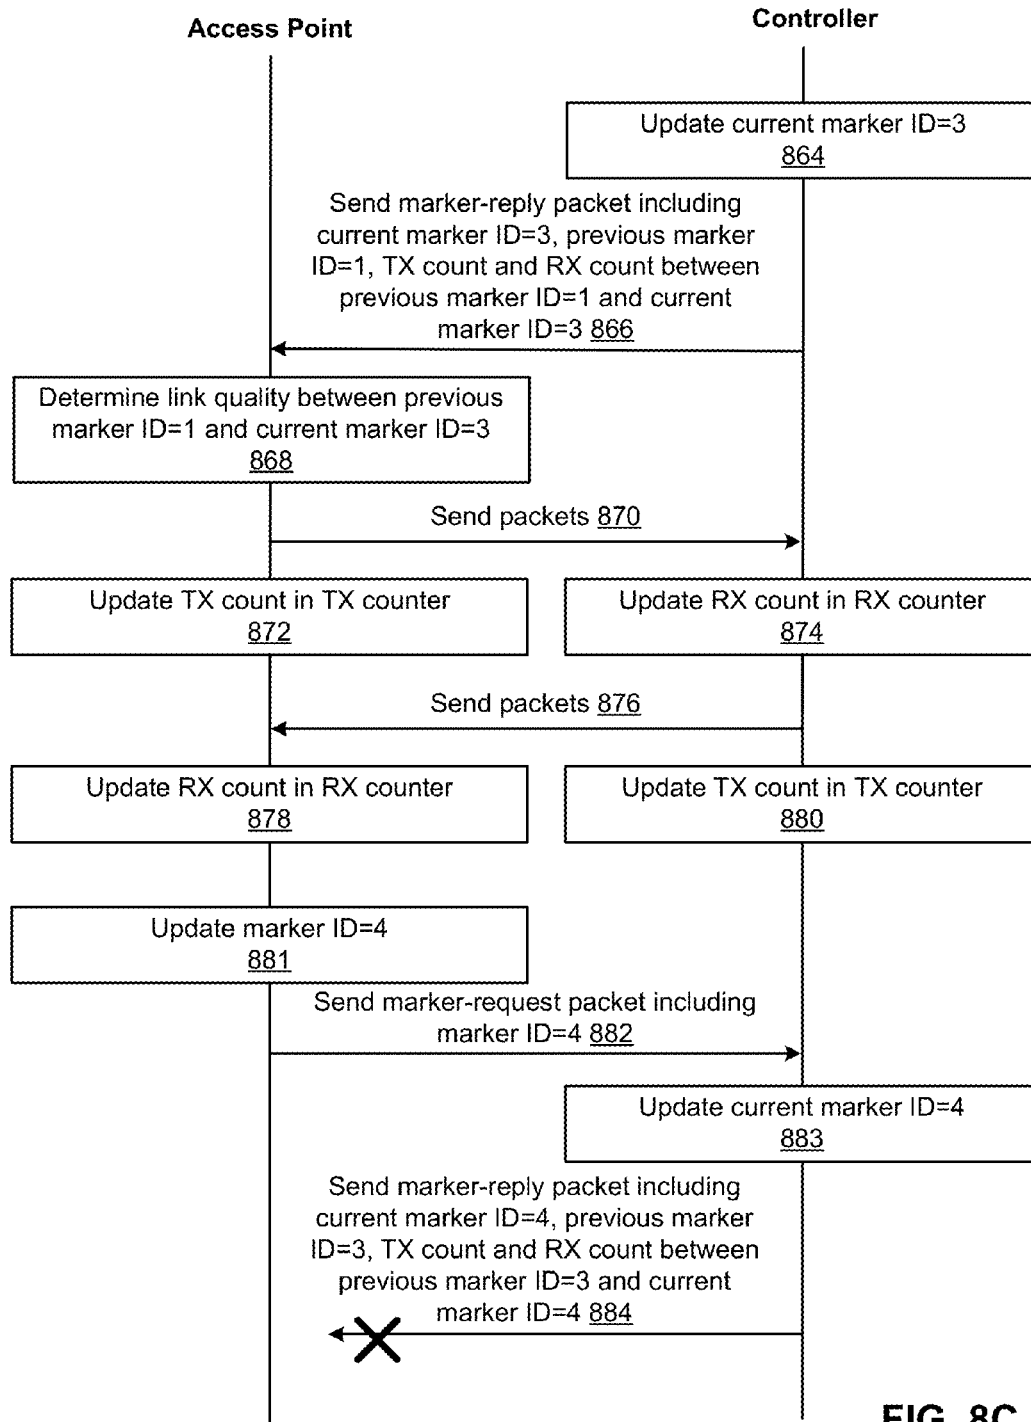 Access Point
Controller
Update current marker ID=3
864
Send marker-reply packet including
current marker ID=3, previous marker
ID=1, TX count and RX count between
previous marker ID=1 and current
marker ID=3 866
Determine link quality between previous
marker ID=1 and current marker ID=3
868
Send packets 870
Update TX count in TX counter
872
Update RX count in RX counter
874
Send packets 876
Update RX count in RX counter
878
Update TX count in TX counter
880
Update marker ID=4
881
Send marker-request packet including
marker ID=4 882
Update current marker ID=4
883
Send marker-reply packet including
current marker ID=4, previous marker
ID=3, TX count and RX count between
previous marker ID=3 and current
marker ID=4 884
FIG. 8C